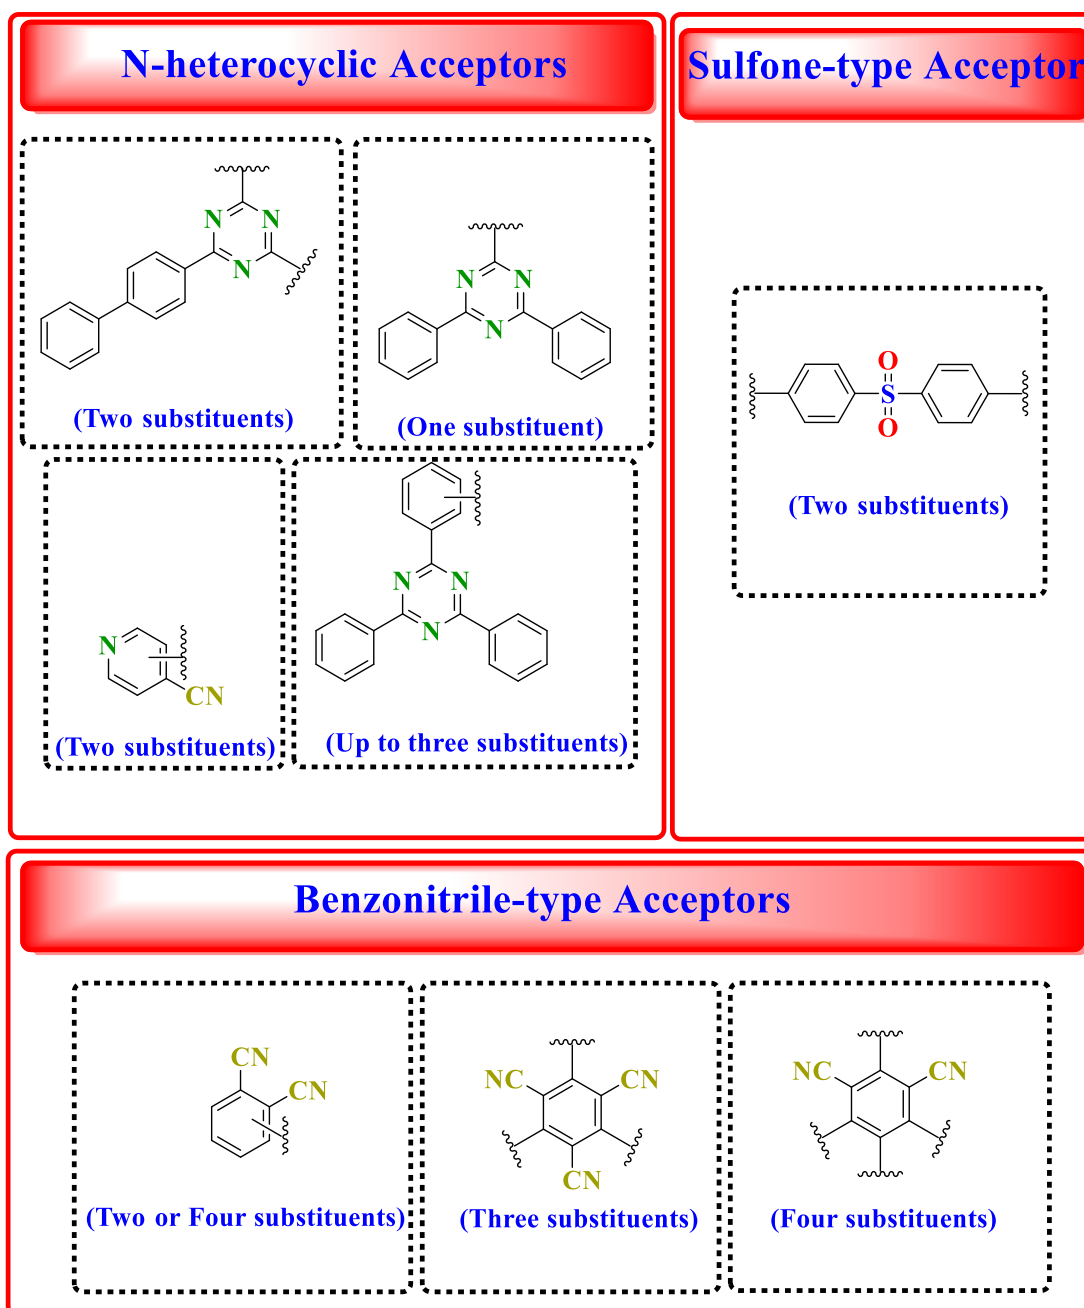 N-heterocyclic Acceptors
Sulfone-type Acceptor
N N
N
(Two substituents)
N N
N
(One substituent)
O
S
O
(Two substituents)
N
CN
(Two substituents)
N N
N
(Up to three substituents)
Benzonitrile-type Acceptors
CN
CN
(Two or Four substituents)
NC CN
CN
(Three substituents)
NC CN
(Four substituents)